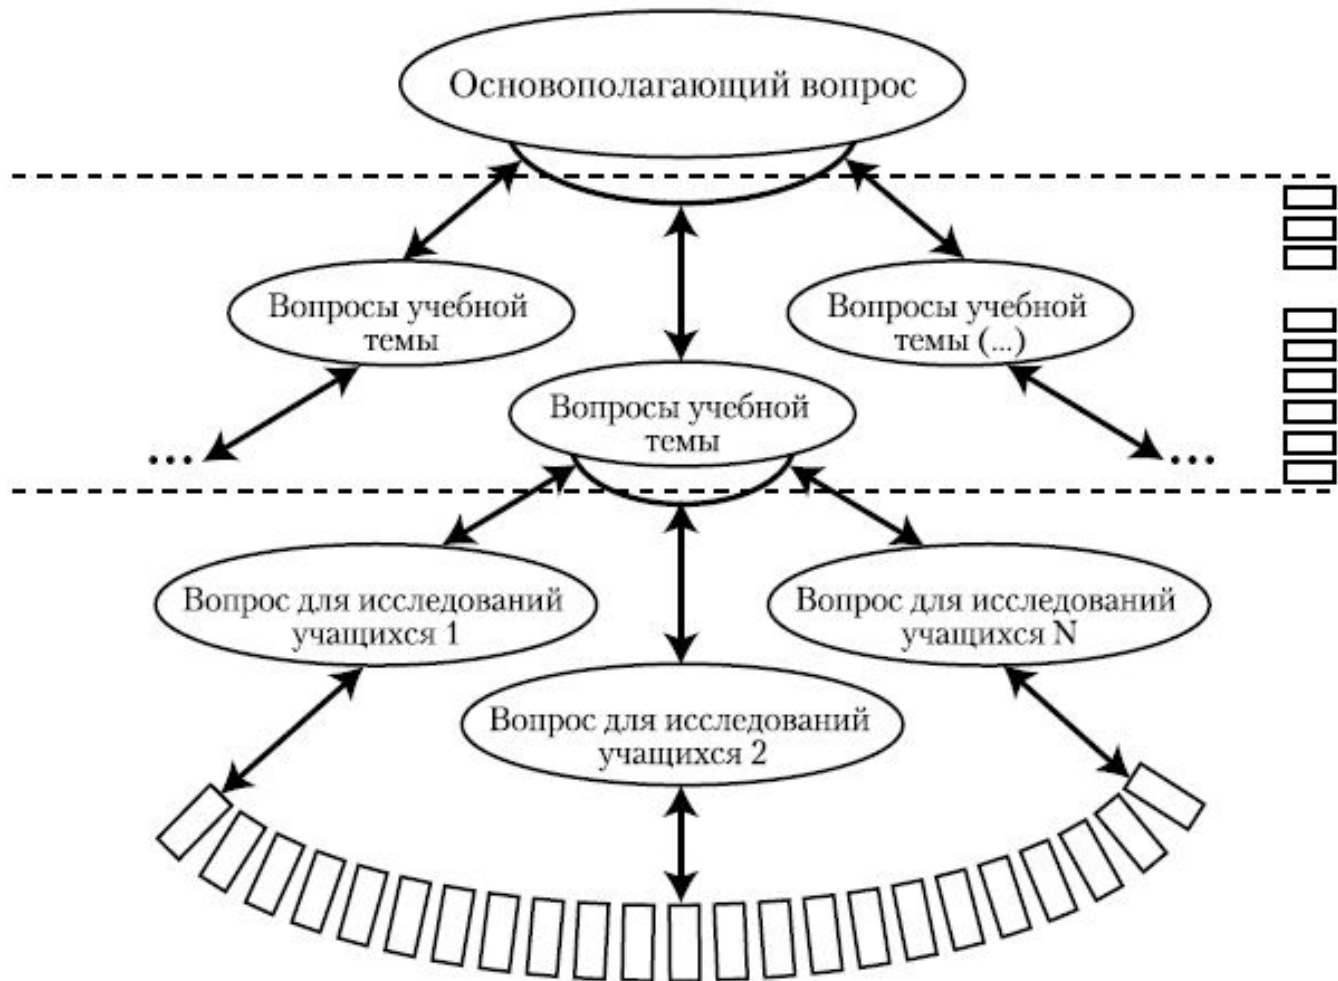 Основополагающий вопрос
Вопросы учебной
темы
Вопросы учебной
темы (...)
Вопросы учебной
темы
...
...
Вопрос для исследований
учащихся 1
Вопрос для исследований
учащихся N
Вопрос для исследований
учащихся 2